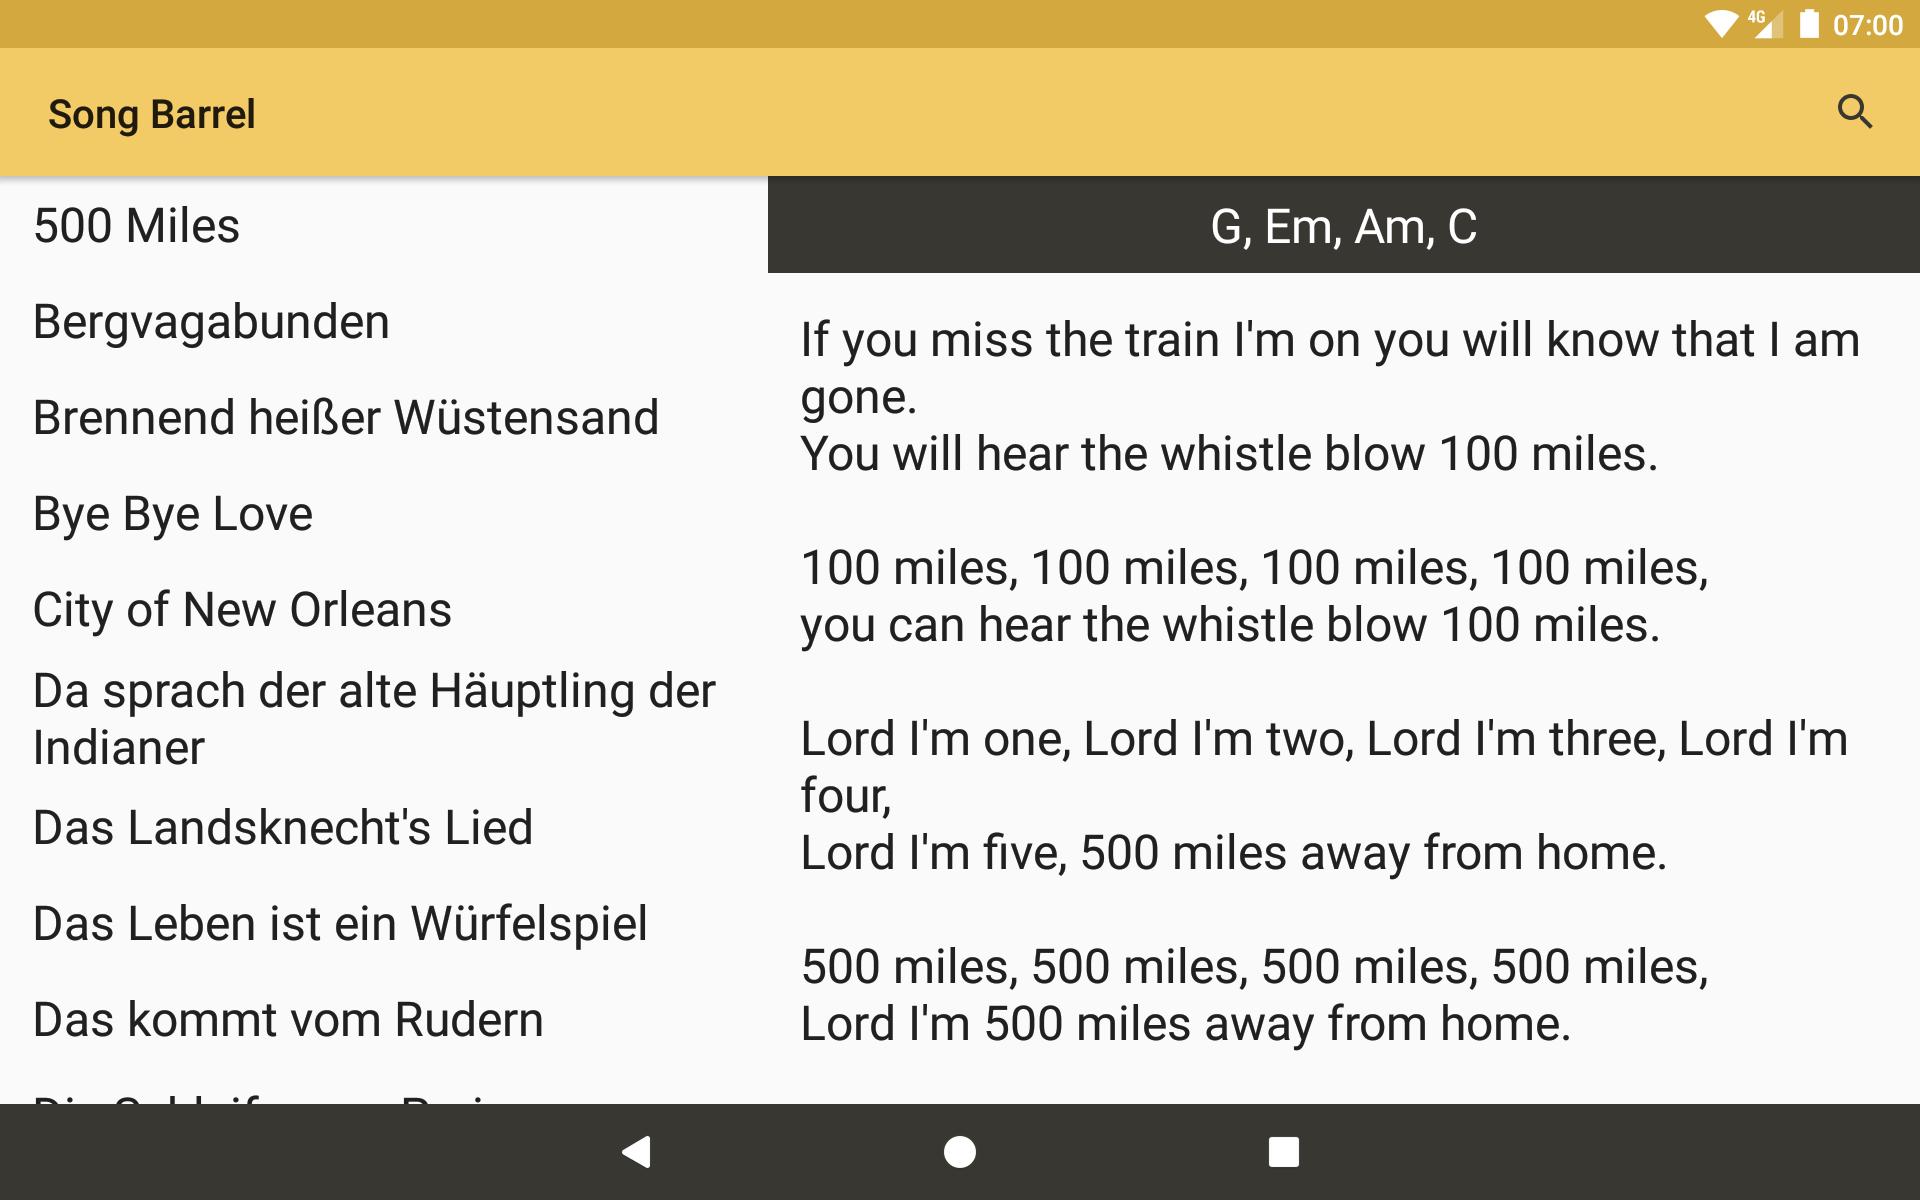 4G 07:00
Song Barrel
500 Miles
Bergvagabunden
Brennend heißer Wüstensand
Bye Bye Love
City of New Orleans
Da sprach der alte Häuptling der
Indianer
Das Landsknecht's Lied
Das Leben ist ein Würfelspiel
Das kommt vom Rudern
G, Em, Am, C
If you miss the train I'm on you will know that I am
gone.
You will hear the whistle blow 100 miles.
100 miles, 100 miles, 100 miles, 100 miles,
you can hear the whistle blow 100 miles.
Lord I'm one, Lord I'm two, Lord I'm three, Lord I'm
four,
Lord I'm five, 500 miles away from home.
500 miles, 500 miles, 500 miles, 500 miles,
Lord I'm 500 miles away from home.